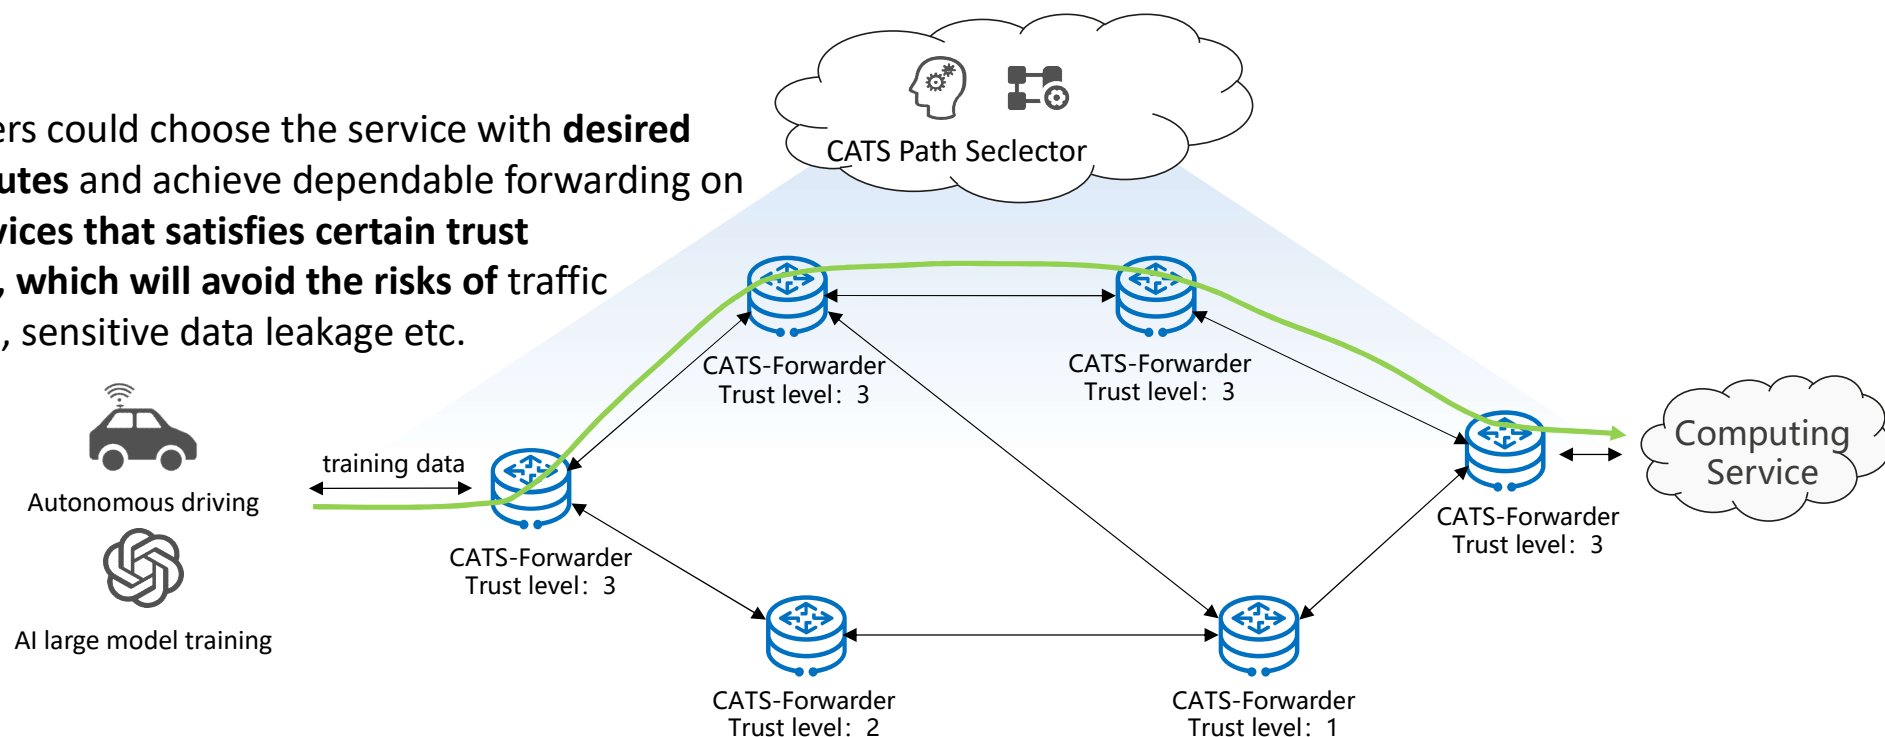 CATS Path Seclector
ers could choose the service with desired
utes and achieve dependable forwarding on
vices that satisfies certain trust
, which will avoid the risks of traffic
, sensitive data leakage etc.
CATS-Forwarder
Trust level： 3
CATS-Forwarder
Trust level： 3
training data
Autonomous driving
Computing
Service
CATS-Forwarder
Trust level： 3
CATS-Forwarder
Trust level： 3
AI large model training
CATS-Forwarder
Trust level： 2
CATS-Forwarder
Trust level： 1